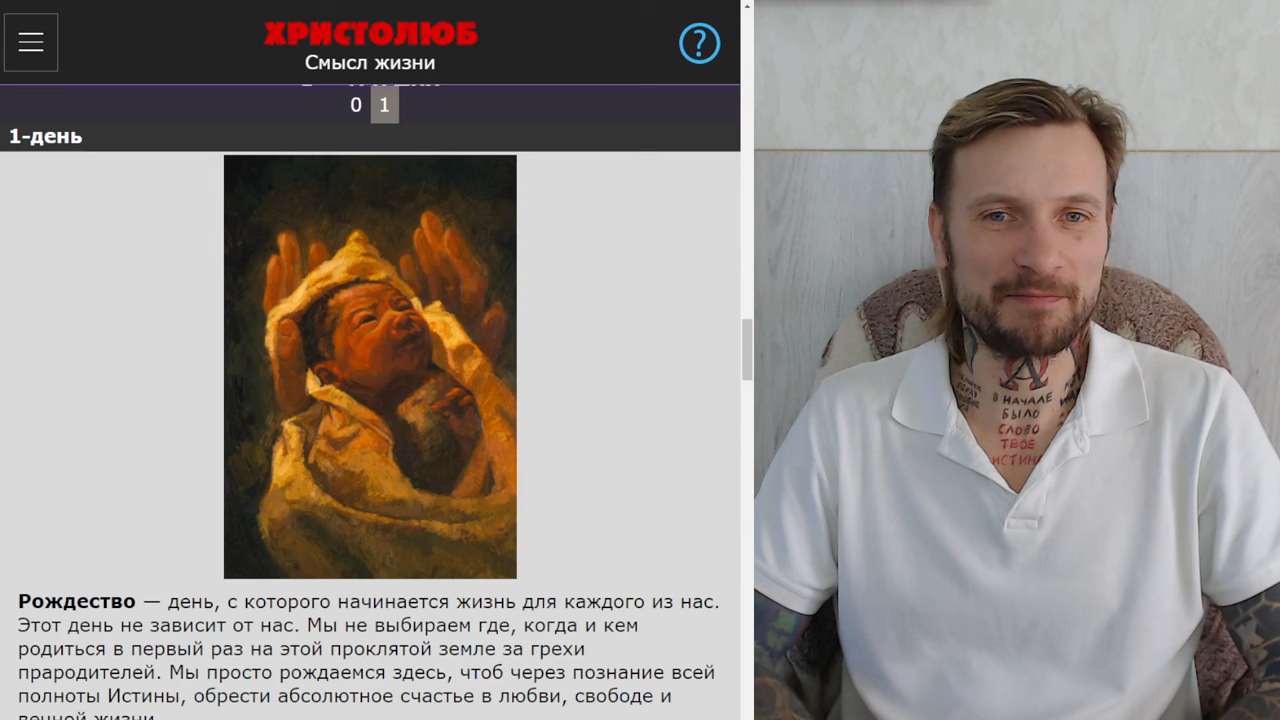 ХРИСТОЛЮБ
Смысл жизни
0 1
1-день
Рождество — день, с которого начинается жизнь для каждого из нас.
Этот день не зависит от нас. Мы не выбираем где, когда и кем
родиться в первый раз на этой проклятой земле за грехи
прародителей. Мы просто рождаемся здесь, чтоб через познание всей
полноты Истины, обрести абсолютное счастье в любви, свободе и
вечной жизни.
В НАЧАЛЕ
БЫЛО
СЛОВО
ТВОЕ
ИСТИН